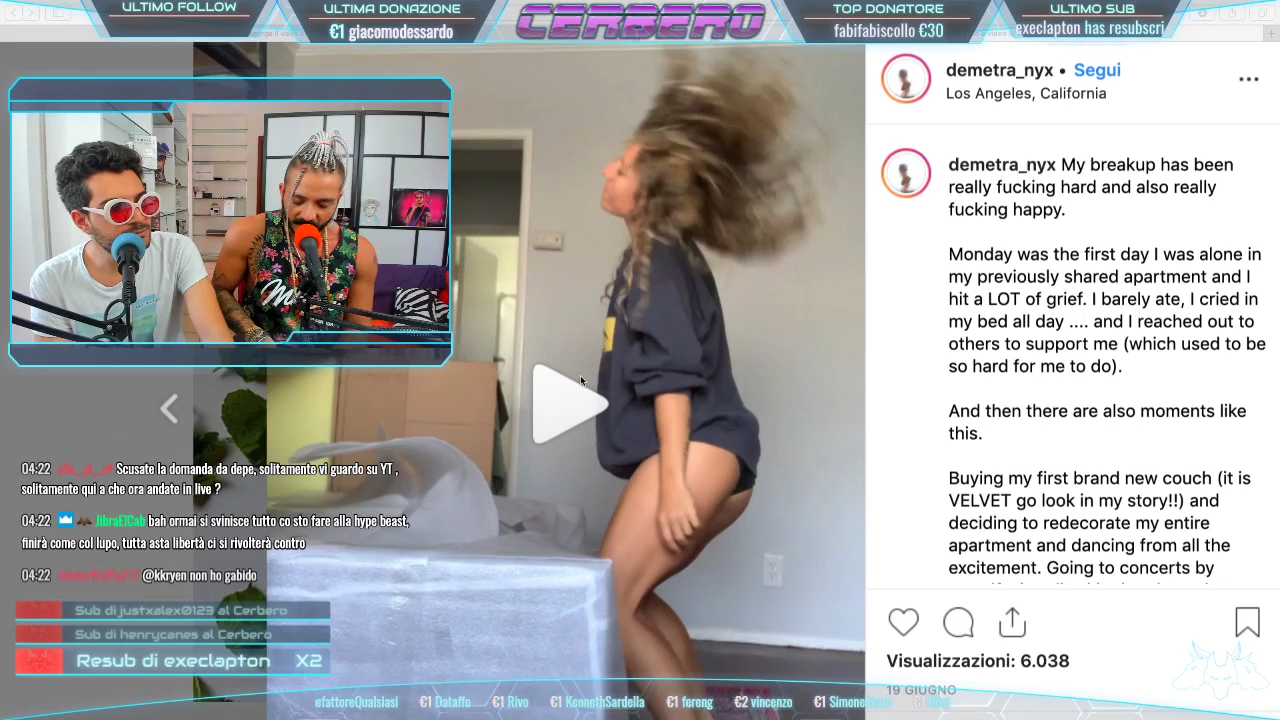 ULTIMO FOLLOW
ULTIMA DONAZIONE
€1 giacomodessardo
CERBERO
TOP DONATORE
fabifabiscollo €30
ULTIMO SUB
execlapton has resubscri
demetra_nyx • Segui
Los Angeles, California
demetra_nyx My breakup has been
really fucking hard and also really
fucking happy.
Monday was the first day I was alone in
my previously shared apartment and I
hit a LOT of grief. I barely ate, I cried in
my bed all day .... and I reached out to
others to support me (which used to be
so hard for me to do).
And then there are also moments like
this.
Buying my first brand new couch (it is
VELVET go look in my story!!) and
deciding to redecorate my entire
apartment and dancing from all the
excitement. Going to concerts by
Visualizzazioni: 6.038
19 GIUGNO
04:22 Scusate la domanda da depe, solitamente vi guardo su YT ,
solitamente qui a che ora andate in live ?
04:22 JibraElCab bah ormai si svinisce tutto co sto fare alla hype beast,
finirà come col lupo, tutta asta libertà ci si rivolterà contro
04:22 @kkryen non ho gabido
Sub di justxalex0123 al Cerbero
Sub di henrycanes al Cerbero
Resub di execlapton X2
efattoreQualsiasi €1 Dataffo €1 Rivo €1 KennethSardella €1 fereng €2 vincenzo €1